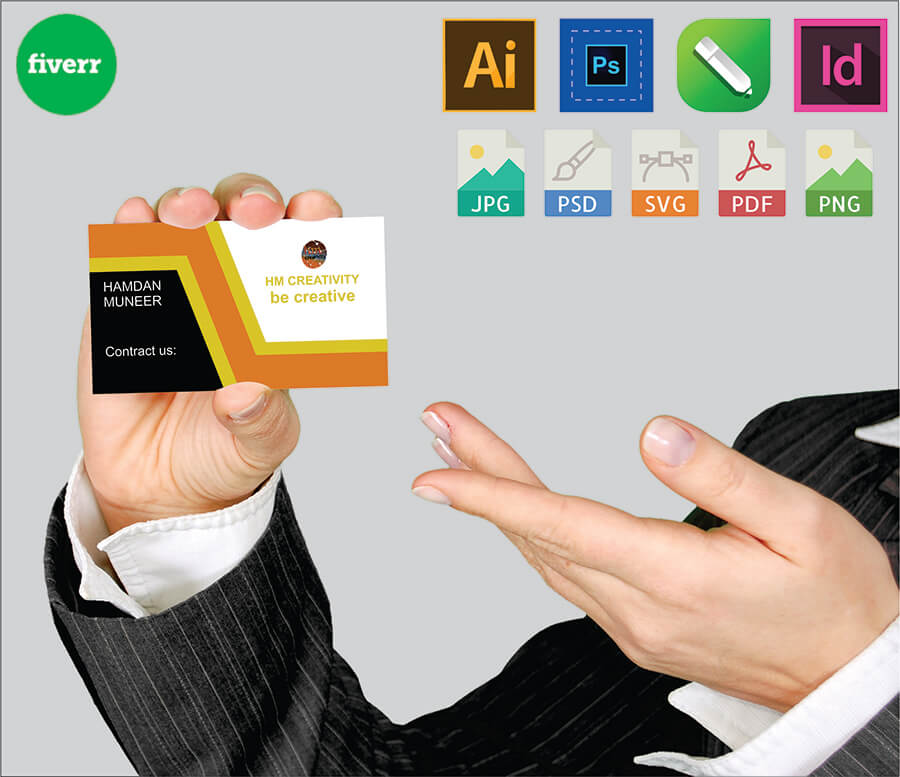 fiverr
Ai
Ps
Id
JPG
PSD
SVG
PDF
PNG
HAMDAN
MUNEER
Contract us:
HM CREATIVITY
be creative